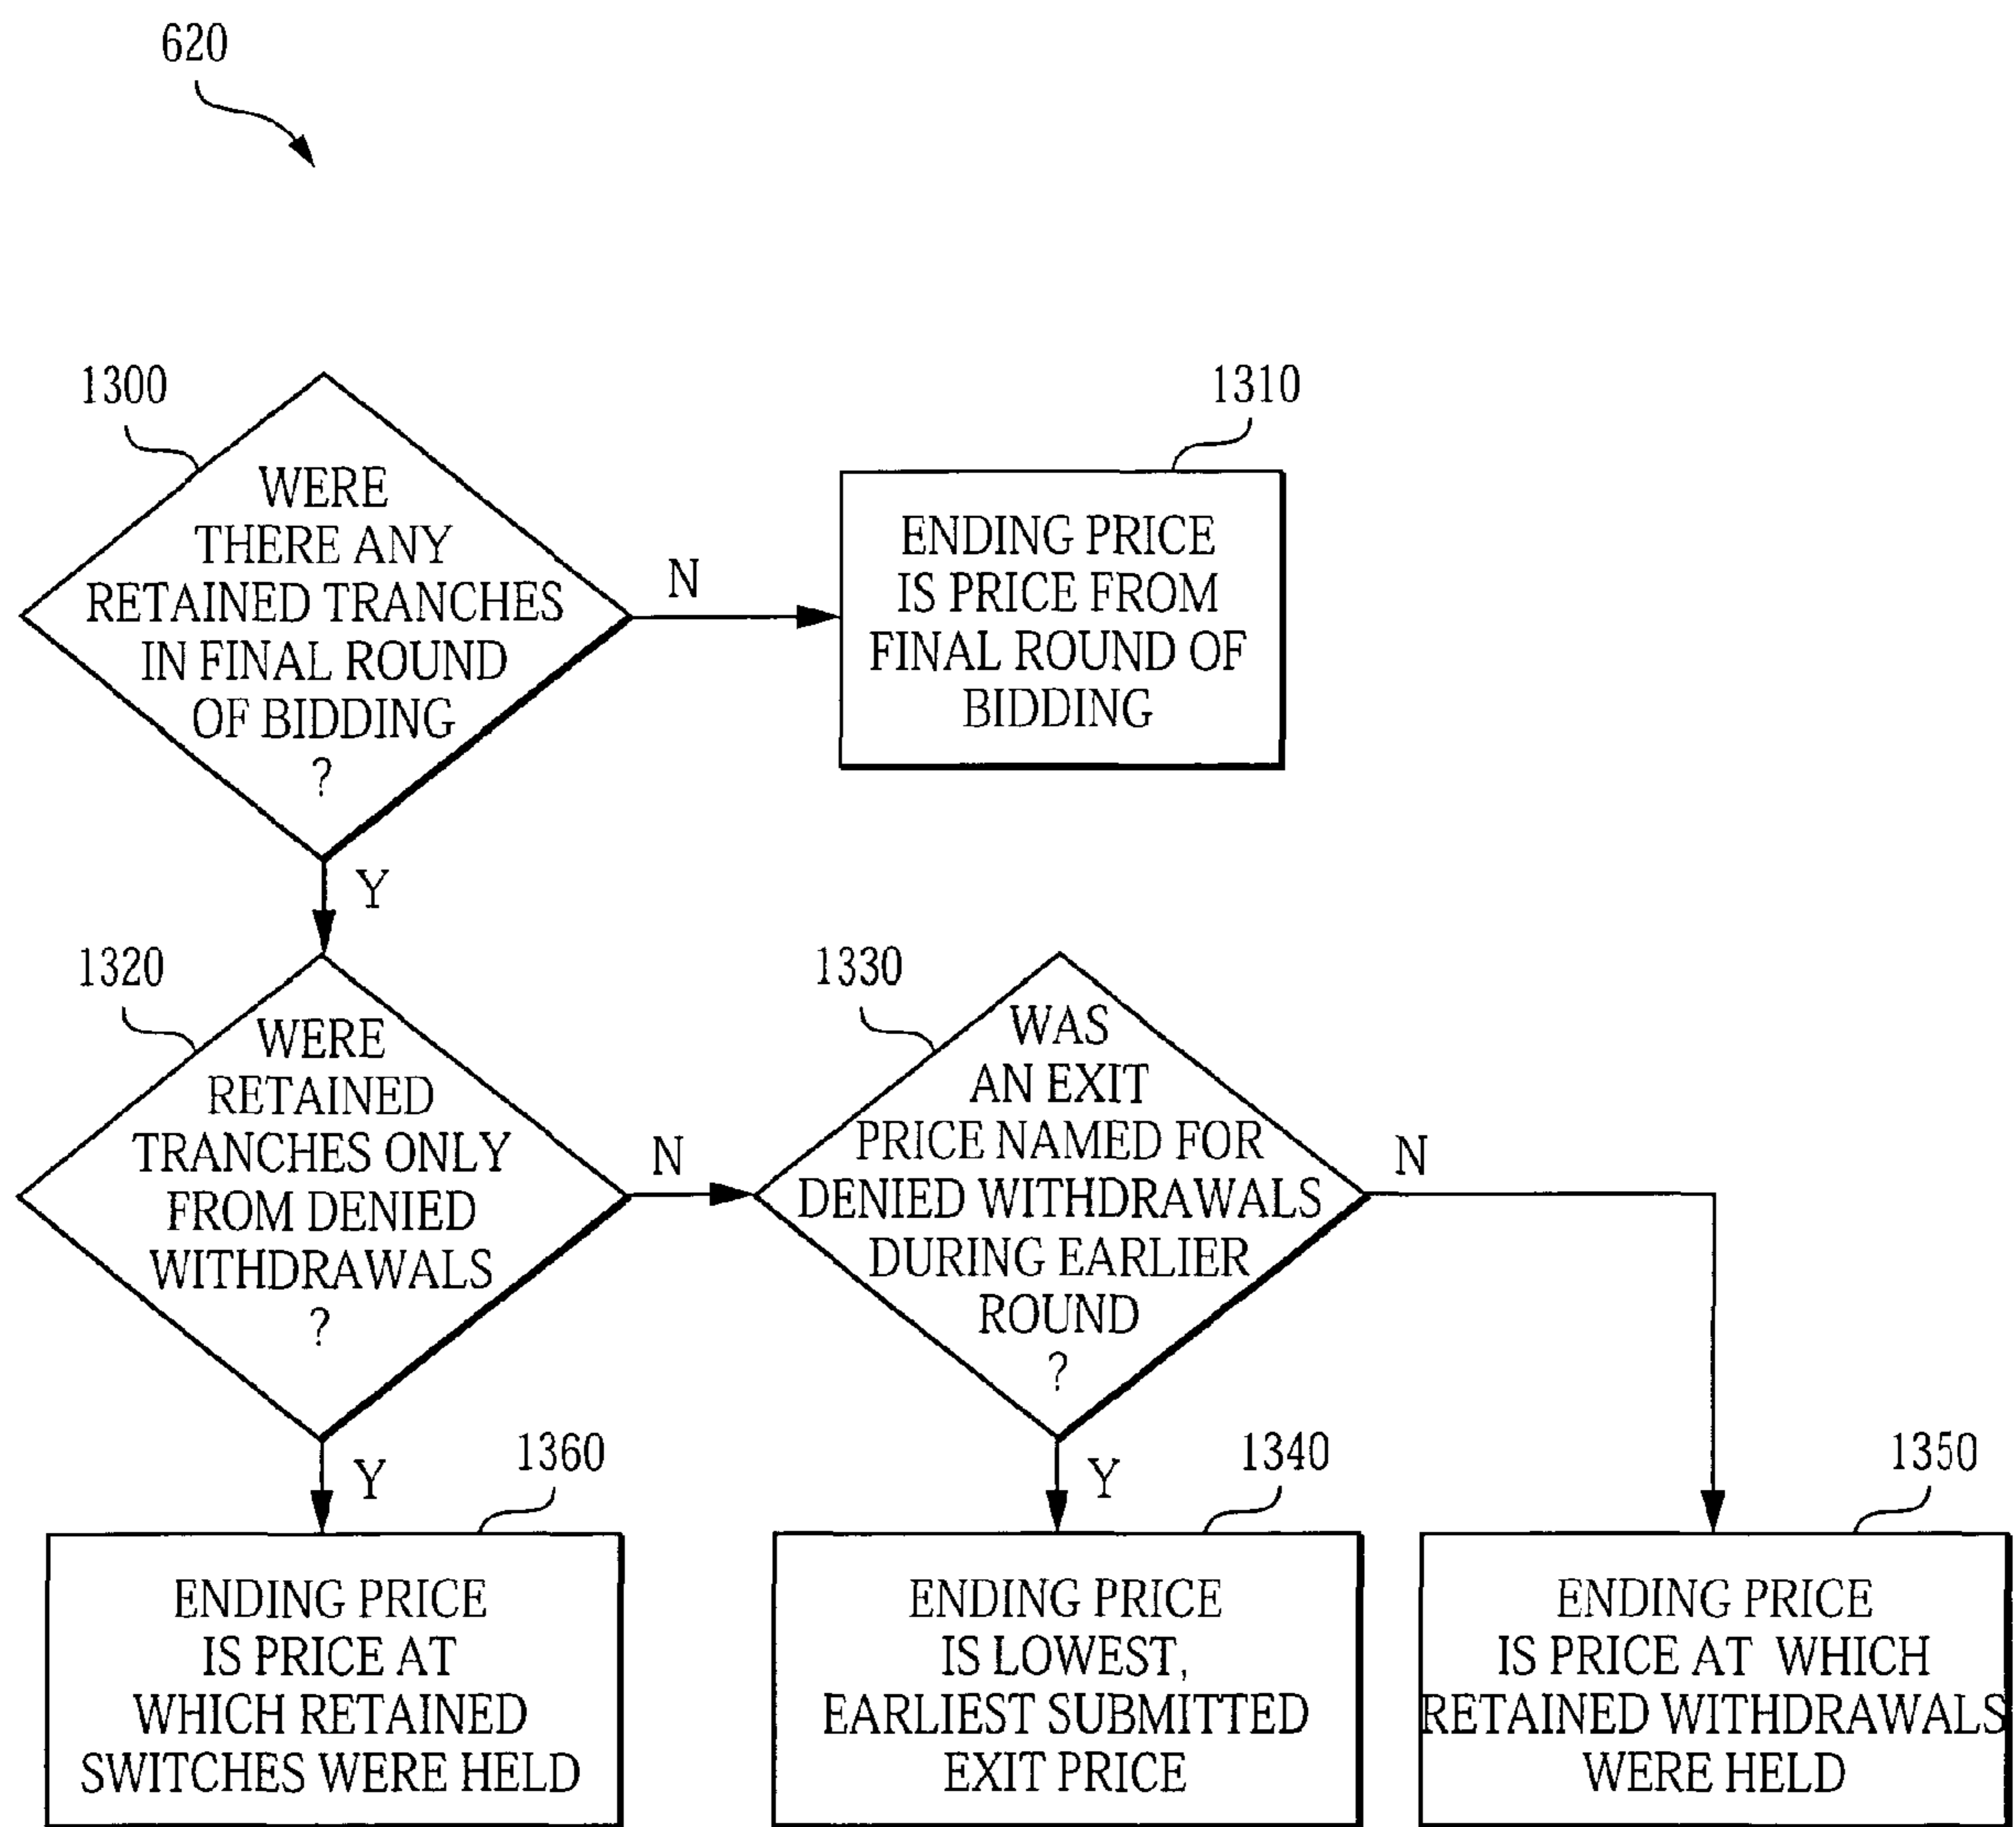 620
1300
WERE
THERE ANY
RETAINED TRANCHES
IN FINAL ROUND
OF BIDDING
?
N
1310
ENDING PRICE
IS PRICE FROM
FINAL ROUND OF
BIDDING
Y
1320
WERE
RETAINED
TRANCHES ONLY
FROM DENIED
WITHDRAWALS
?
N
1330
WAS
AN EXIT
PRICE NAMED FOR
DENIED WITHDRAWALS
DURING EARLIER
ROUND
?
N
Y
1360
ENDING PRICE
IS PRICE AT
WHICH RETAINED
SWITCHES WERE HELD
Y
1340
ENDING PRICE
IS LOWEST,
EARLIEST SUBMITTED
EXIT PRICE
1350
ENDING PRICE
IS PRICE AT WHICH
RETAINED WITHDRAWALS
WERE HELD